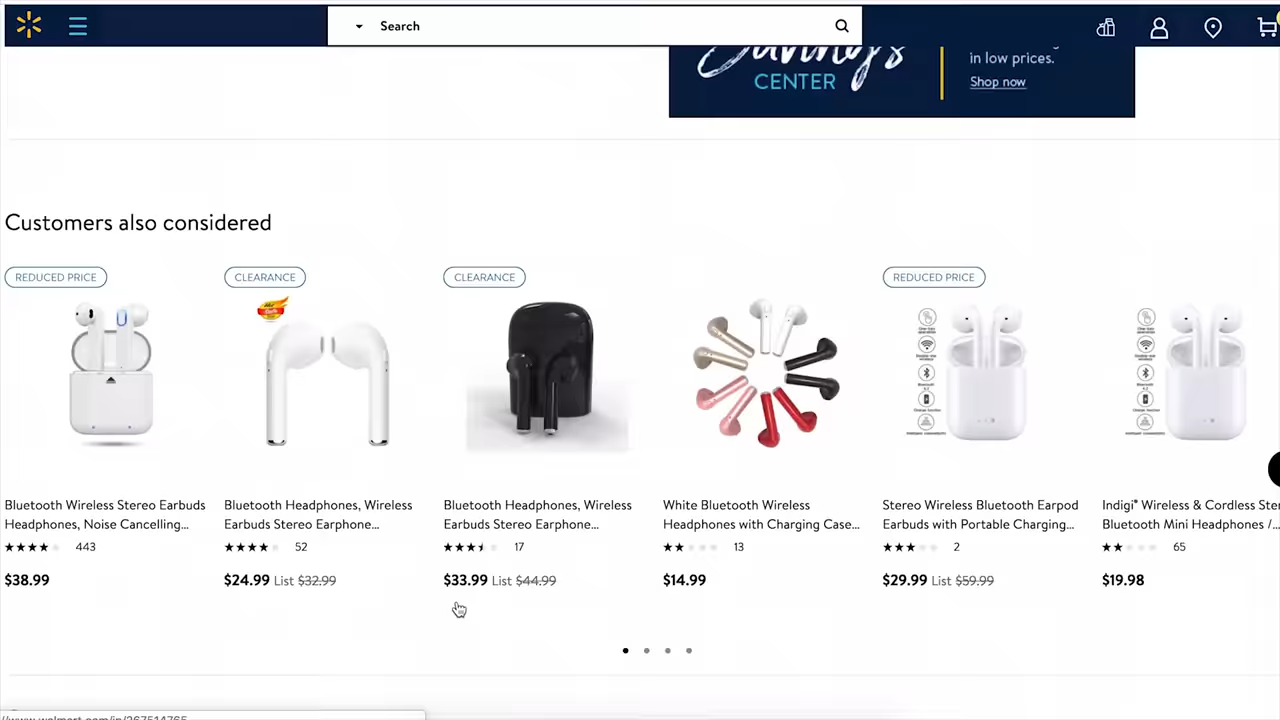 Search
Savings
CENTER
in low prices.
Shop now
Customers also considered
REDUCED PRICE
CLEARANCE
CLEARANCE
REDUCED PRICE
Bluetooth Wireless Stereo Earbuds
Headphones, Noise Cancelling...
443
$38.99
Bluetooth Headphones, Wireless
Earbuds Stereo Earphone...
52
$24.99 List $32.99
Bluetooth Headphones, Wireless
Earbuds Stereo Earphone...
17
$33.99 List $44.99
White Bluetooth Wireless
Headphones with Charging Case...
13
$14.99
Stereo Wireless Bluetooth Earpod
Earbuds with Portable Charging...
2
$29.99 List $59.99
Indigi® Wireless & Cordless Ster
Bluetooth Mini Headphones /...
65
$19.98